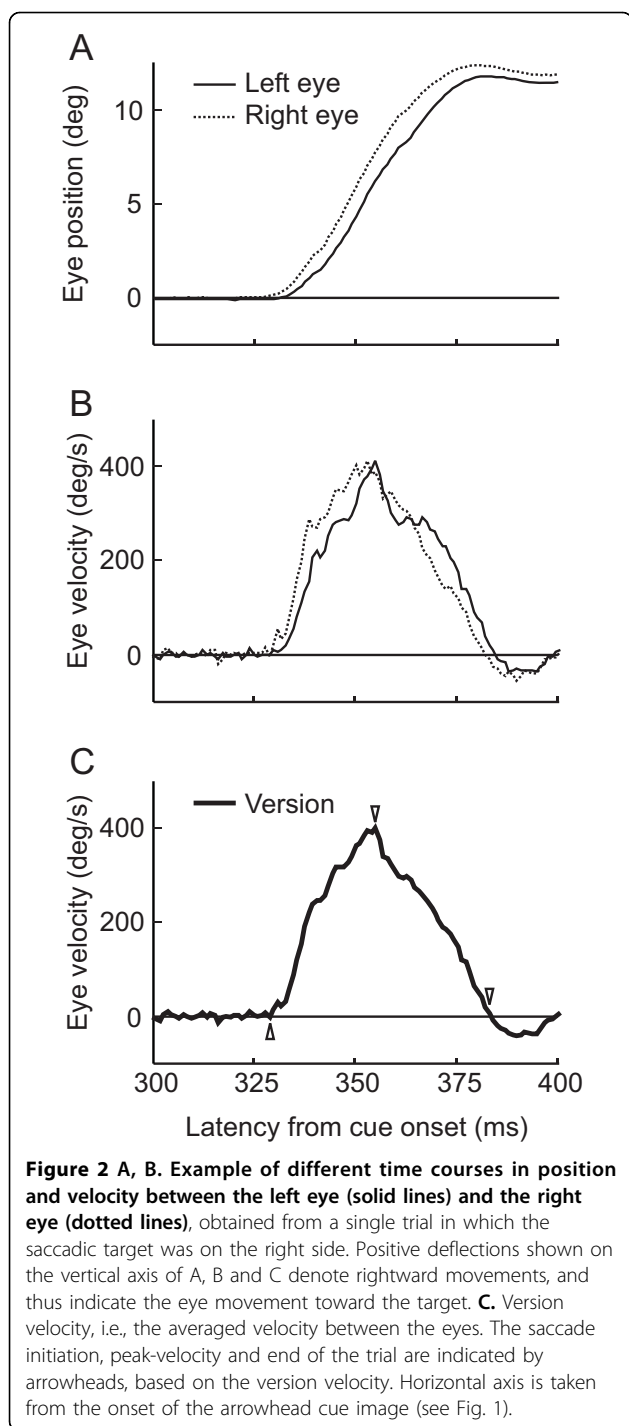 A
Left eye
Right eye
Eye position (deg)
10
5
0
B
Eye velocity (deg/s)
400
200
0
C
Version
Eye velocity (deg/s)
400
200
0
300 325 350 375 400
Latency from cue onset (ms)
Figure 2 A, B. Example of different time courses in position
and velocity between the left eye (solid lines) and the right
eye (dotted lines), obtained from a single trial in which the
saccadic target was on the right side. Positive deflections shown on
the vertical axis of A, B and C denote rightward movements, and
thus indicate the eye movement toward the target. C. Version
velocity, i.e., the averaged velocity between the eyes. The saccade
initiation, peak-velocity and end of the trial are indicated by
arrowheads, based on the version velocity. Horizontal axis is taken
from the onset of the arrowhead cue image (see Fig. 1).